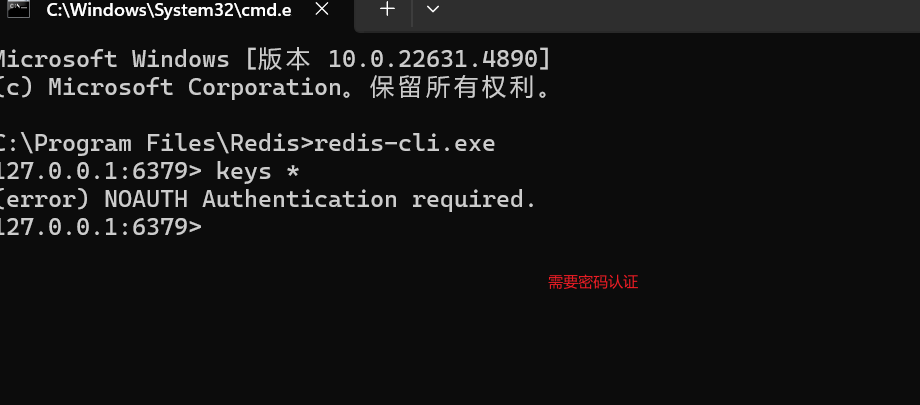 C:\Windows\System32\cmd.e
Microsoft Windows [版本 10.0.22631.4890]
(c) Microsoft Corporation。保留所有权利。
C:\Program Files\Redis>redis-cli.exe
127.0.0.1:6379> keys *
(error) NOAUTH Authentication required.
127.0.0.1:6379>
需要密码认证